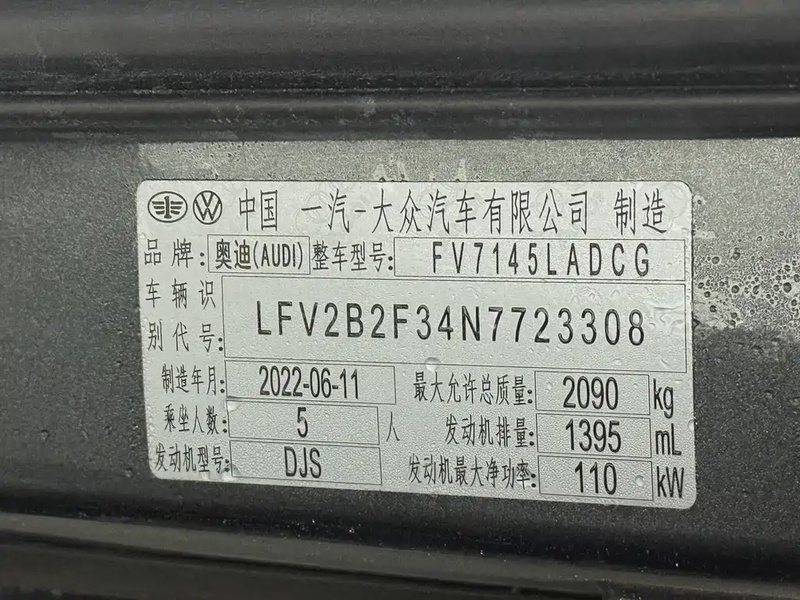 中国 一汽-大众汽车有限公司 制造
品牌: 奥迪(AUDI) 整车型号: FV7145LADCG
车辆识别代号: LFV2B2F34N7723308
制造年月: 2022-06-11 最大允许总质量: 2090 kg
乘坐人数: 5 人 发动机排量: 1395 mL
发动机型号: DJS 发动机最大净功率: 110 kW